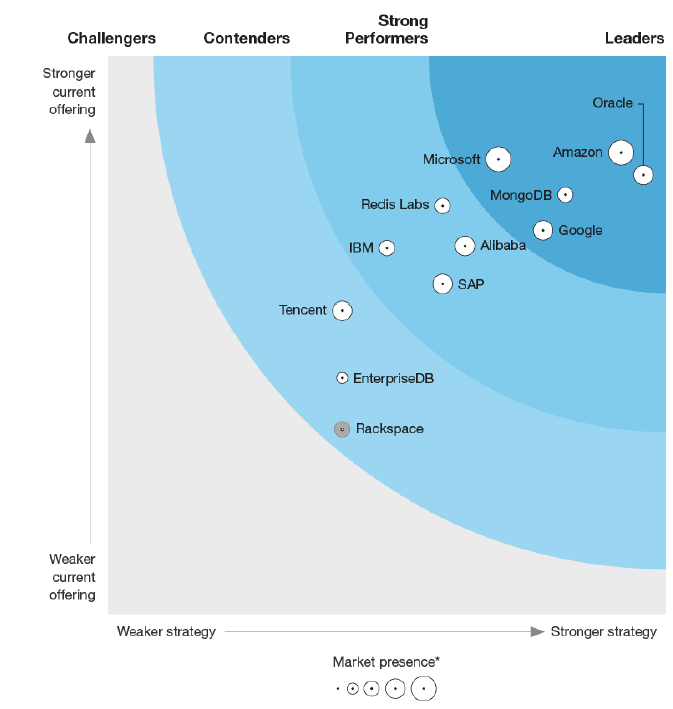 Challengers
Contenders
Strong
Performers
Leaders
Stronger
current
offering
Oracle
Microsoft
Amazon
MongoDB
Redis Labs
Google
IBM
Alibaba
SAP
Tencent
EnterpriseDB
Rackspace
Weaker
current
offering
Weaker strategy
Stronger strategy
Market presence*